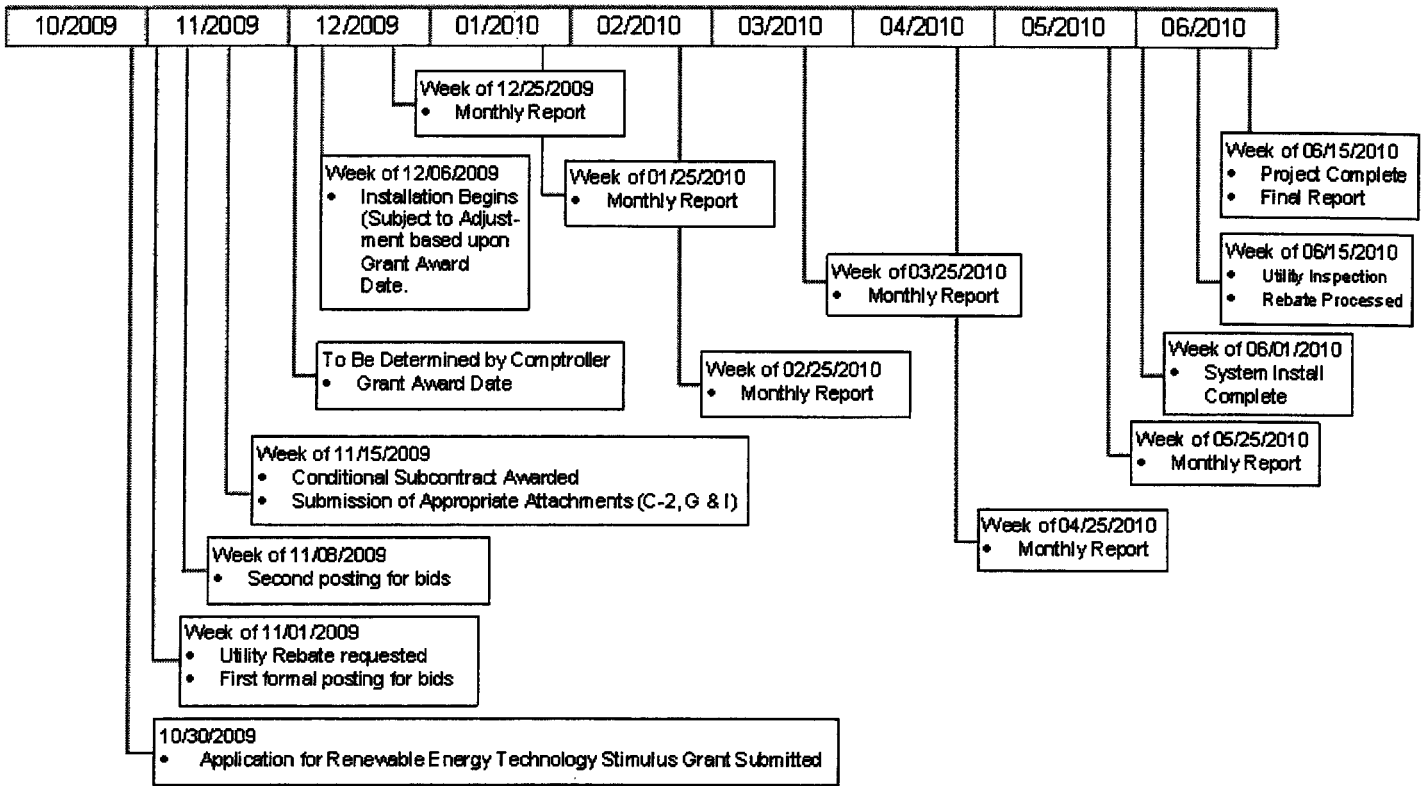 10/2009 11/2009 12/2009 01/2010 02/2010 03/2010 04/2010 05/2010 06/2010
Week of 12/25/2009
• Monthly Report
Week of 06/15/2010
• Project Complete
• Final Report
Week of 12/06/2009
• Installation Begins
(Subject to Adjust-
ment based upon
Grant Award
Date.
Week of 01/25/2010
• Monthly Report
Week of 06/15/2010
• Utility Inspection
• Rebate Processed
Week of 03/25/2010
• Monthly Report
To Be Determined by Comptroller
• Grant Award Date
Week of 02/25/2010
• Monthly Report
Week of 06/01/2010
• System Install
Complete
Week of 05/25/2010
• Monthly Report
Week of 11/15/2009
• Conditional Subcontract Awarded
• Submission of Appropriate Attachments (C-2, G & I)
Week of 04/25/2010
• Monthly Report
Week of 11/08/2009
• Second posting for bids
Week of 11/01/2009
• Utility Rebate requested
• First formal posting for bids
10/30/2009
• Application for Renewable Energy Technology Stimulus Grant Submitted